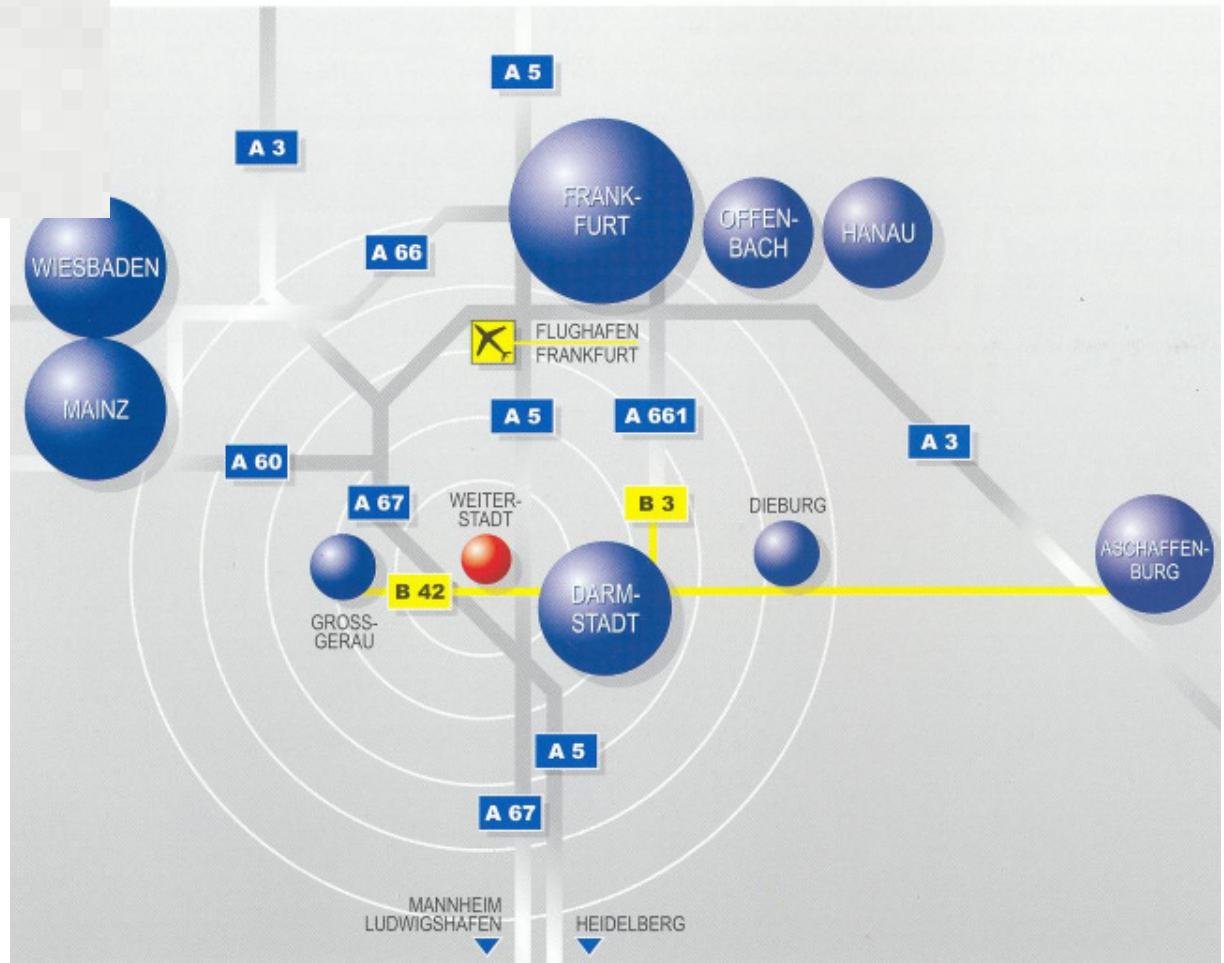 A 5
A 3
FRANK-
FURT
OFFEN-
BACH
HANAU
A 66
WIESBADEN
FLUGHAFEN
FRANKFURT
MAINZ
A 5
A 661
A 3
A 60
A 67
WEITER-
STADT
B 3
DIEBURG
ASCHAFFEN-
BURG
B 42
DARM-
STADT
GROSS-
GERAU
A 5
A 67
MANNHEIM
LUDWIGSHAFEN
HEIDELBERG